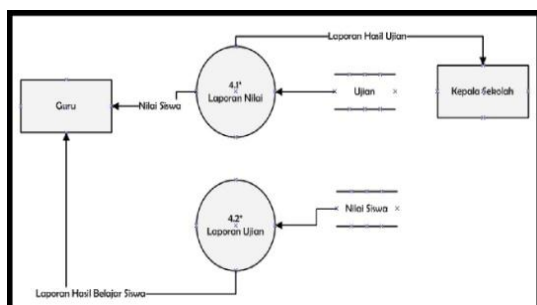 Laporan Hasil Ujian
4.1*
Laporan Nilai
Guru
Nilai Siswa
Ujian
Kepala Sekolah
4.2*
Laporan Ujian
Nilai Siswa
Laporan Hasil Belajar Siswa